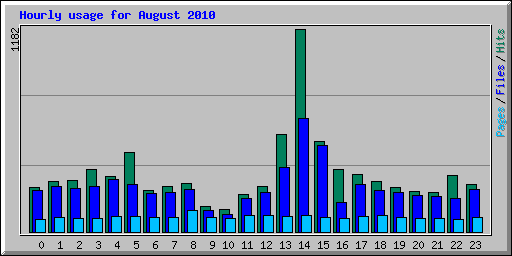 Hourly usage for August 2010
1182
Pages / Files / Hits
0 1 2 3 4 5 6 7 8 9 10 11 12 13 14 15 16 17 18 19 20 21 22 23